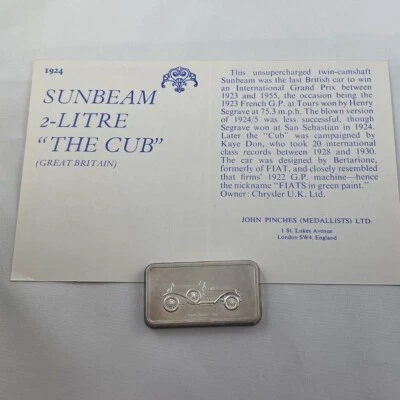 1924
SUNBEAM
2-LITRE
"THE CUB"
(GREAT BRITAIN)
This unsupercharged twin-camshaft
Sunbeam was the last British car to win
an International Grand Prix between
1923 and 1955, the occasion being the
1923 French G.P. at Tours won by Henry
Segrave at 75.3 m.p.h. The blown version
of 1924/5 was less successful, though
Segrave won at San Sebastian in 1924.
Later the "Cub" was campaigned by
Kaye Don, who took 20 international
class records between 1928 and 1930.
The car was designed by Bertarione,
formerly of FIAT, and closely resembled
that firms' 1922 G.P. machine—hence
the nickname "FIATS in green paint."
Owner: Chrysler U.K. Ltd.
JOHN PINCHES (MEDALLISTS) LTD.
1 St. Lukes Avenue
London SW4, England